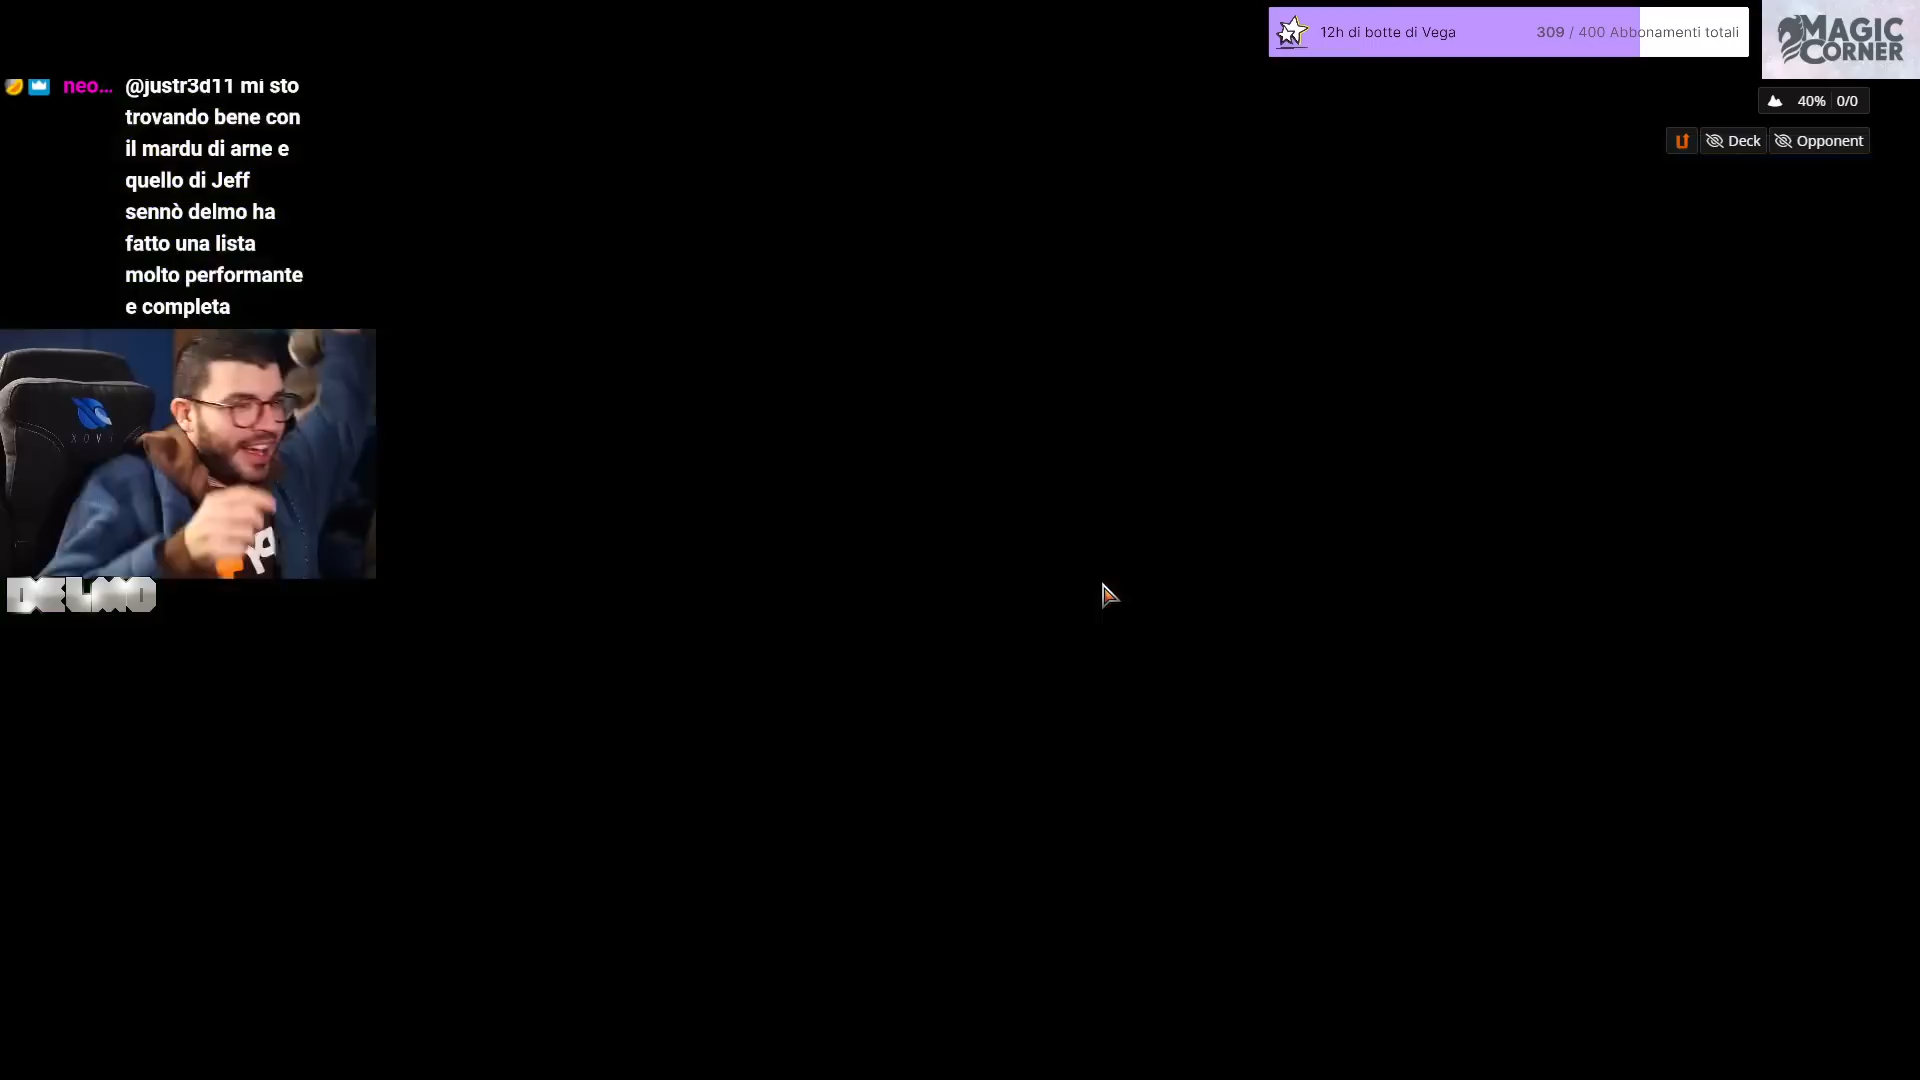 12h di botte di Vega
309 / 400 Abbonamenti totali
MAGIC
CORNER
neo... @justr3d11 mi sto
trovando bene con
il mardu di arne e
quello di Jeff
sennò delmo ha
fatto una lista
molto performante
e completa
40% 0/0
Deck
Opponent
DELMO